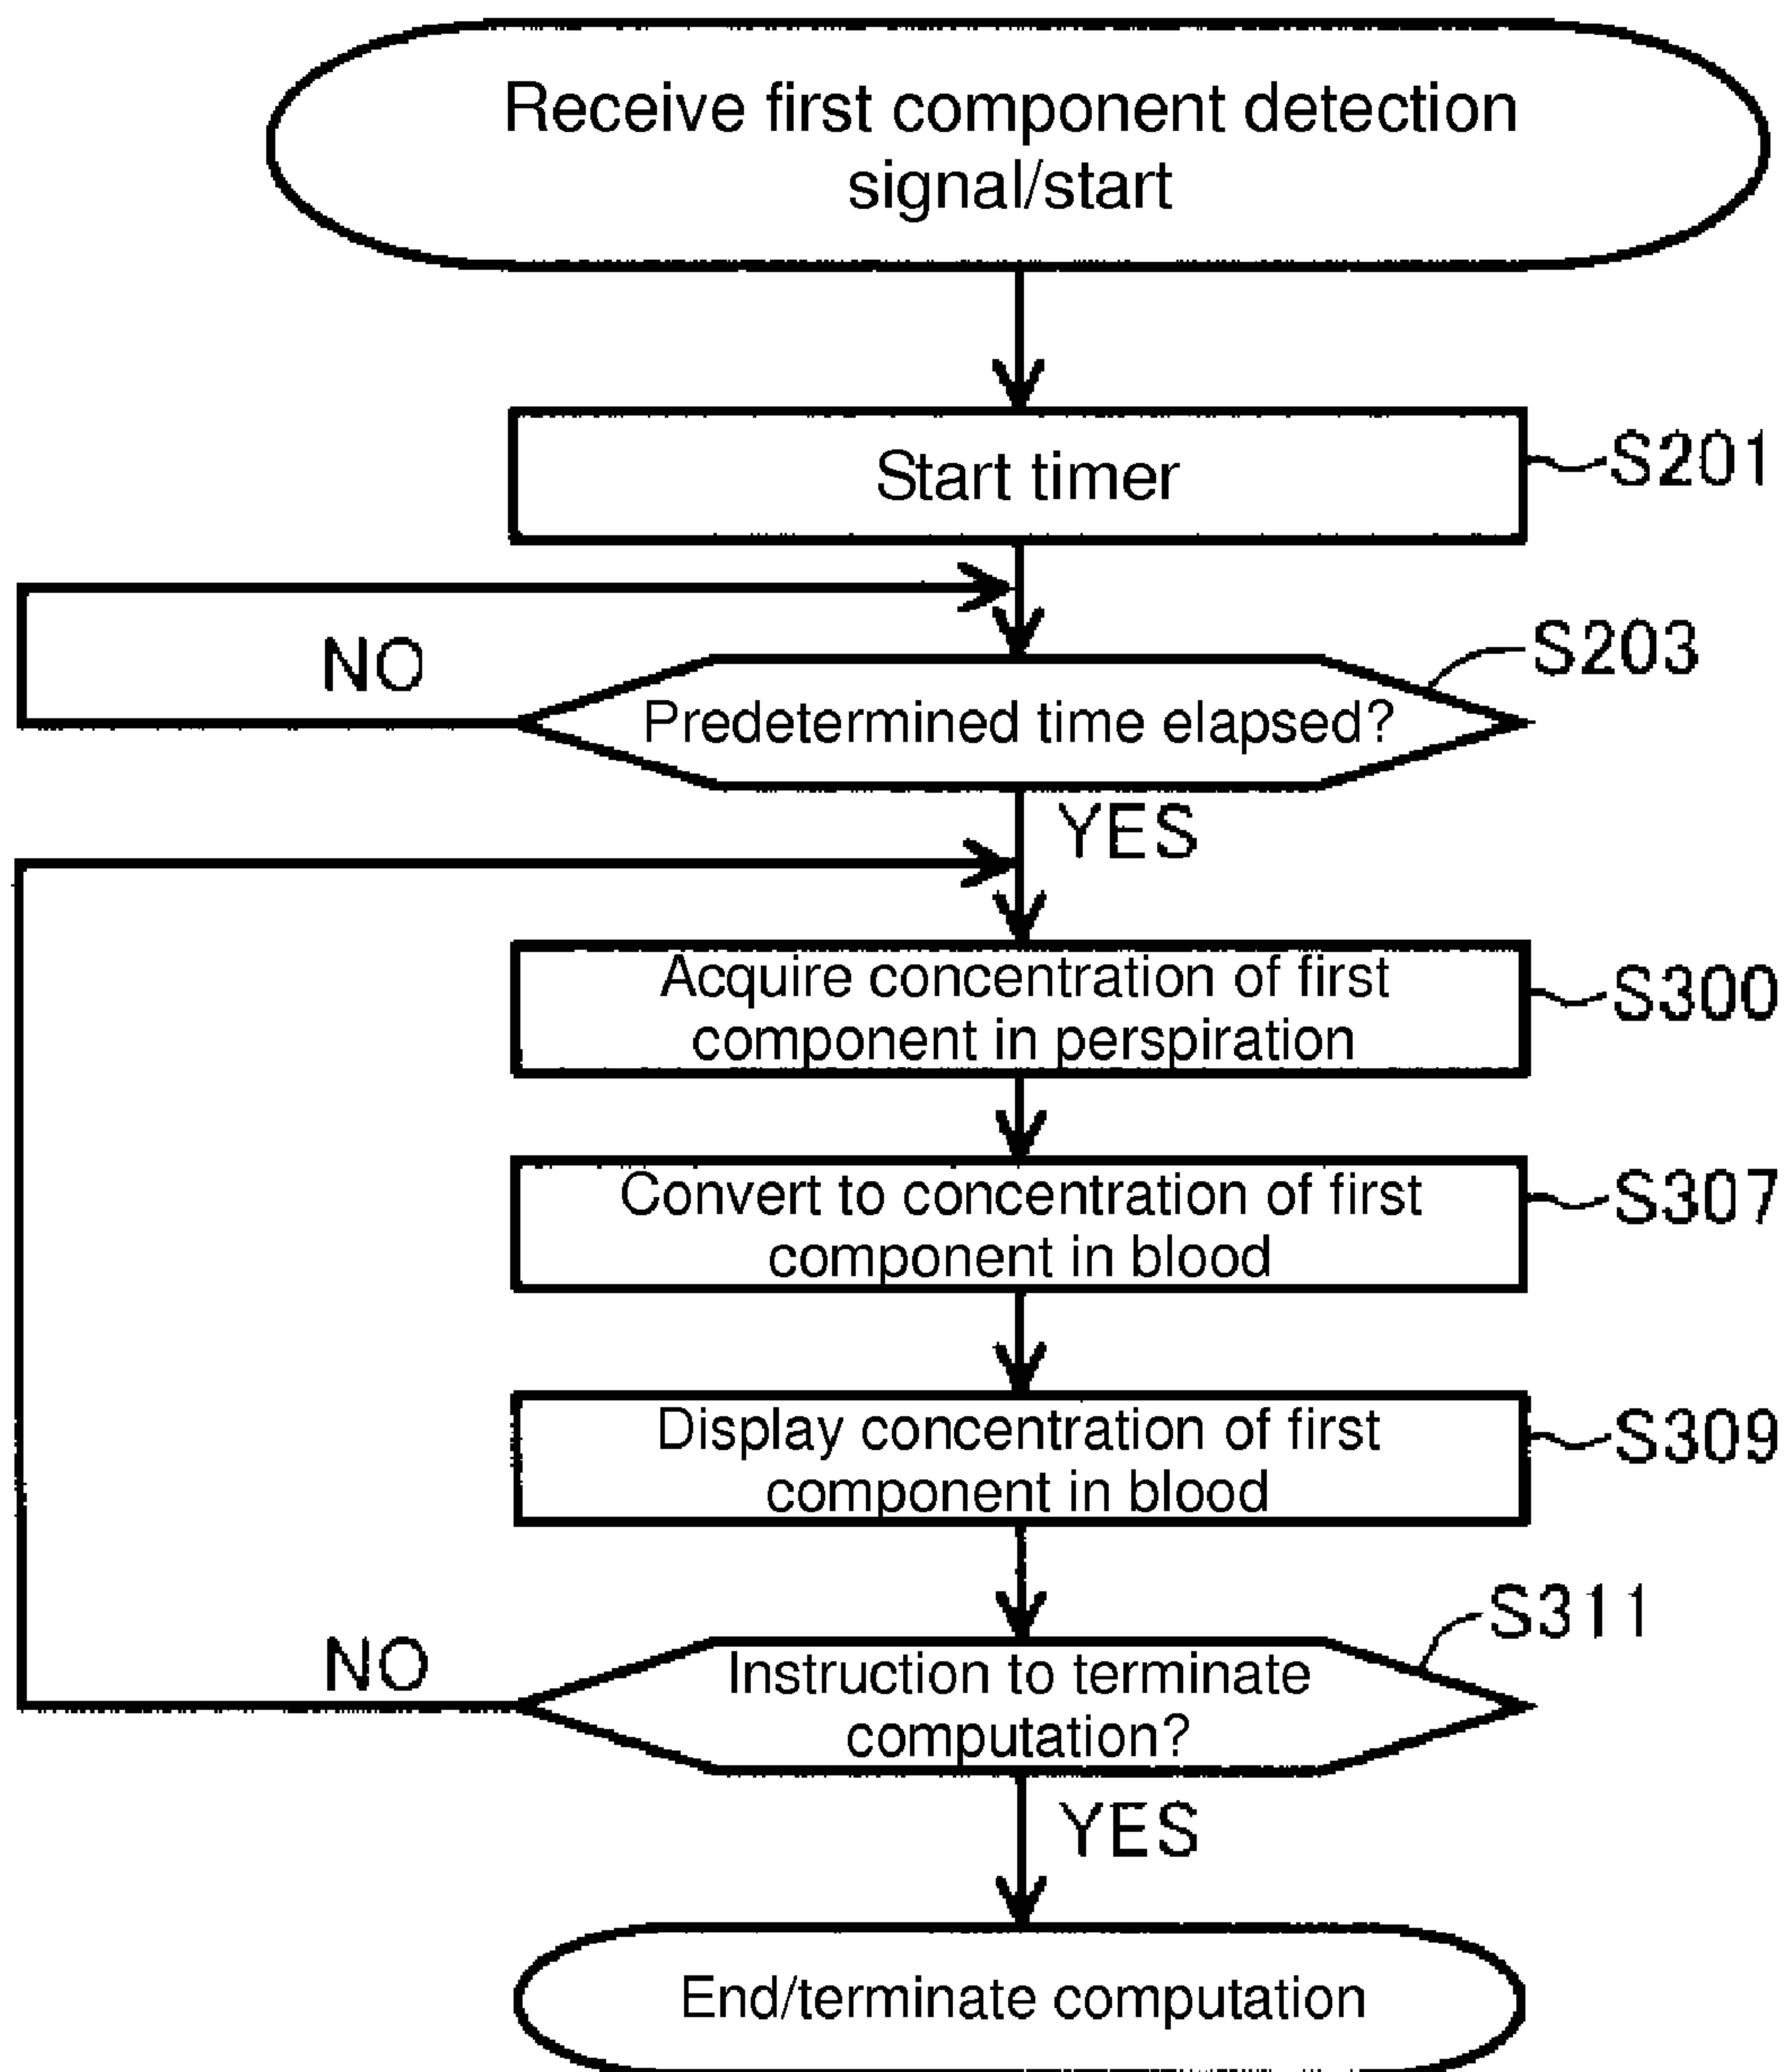 Receive first component detection
signal/start
Start timer
S201
NO
S203
Predetermined time elapsed?
YES
Acquire concentration of first
component in perspiration
S300
Convert to concentration of first
component in blood
S307
Display concentration of first
component in blood
S309
NO
S311
Instruction to terminate
computation?
YES
End/terminate computation